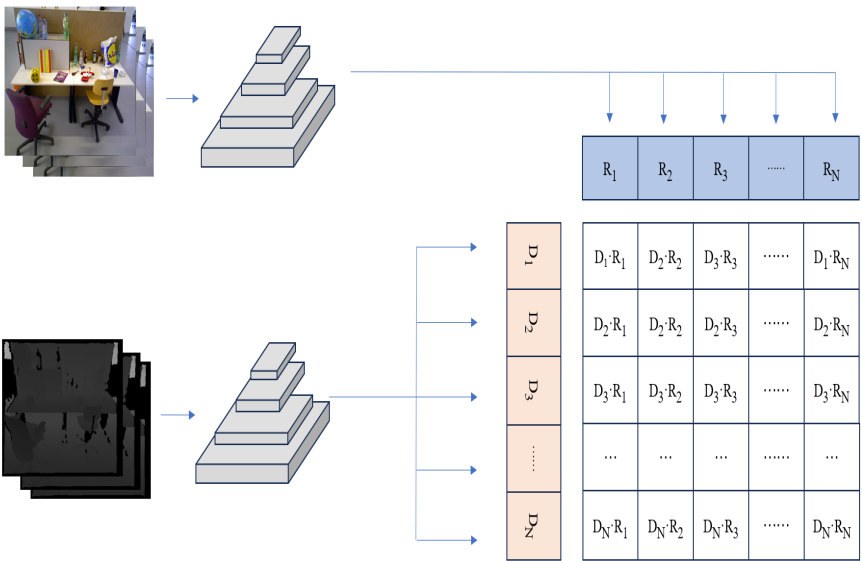 R1 R2 R3 ...... RN
D1 D1·R1 D2·R2 D3·R3 ...... D1·RN
D2 D2·R1 D2·R2 D2·R3 ...... D2·RN
D3 D3·R1 D3·R2 D3·R3 ...... D3·RN
...... ... ... ... ...... ...
DN DN·R1 DN·R2 DN·R3 ...... DN·RN